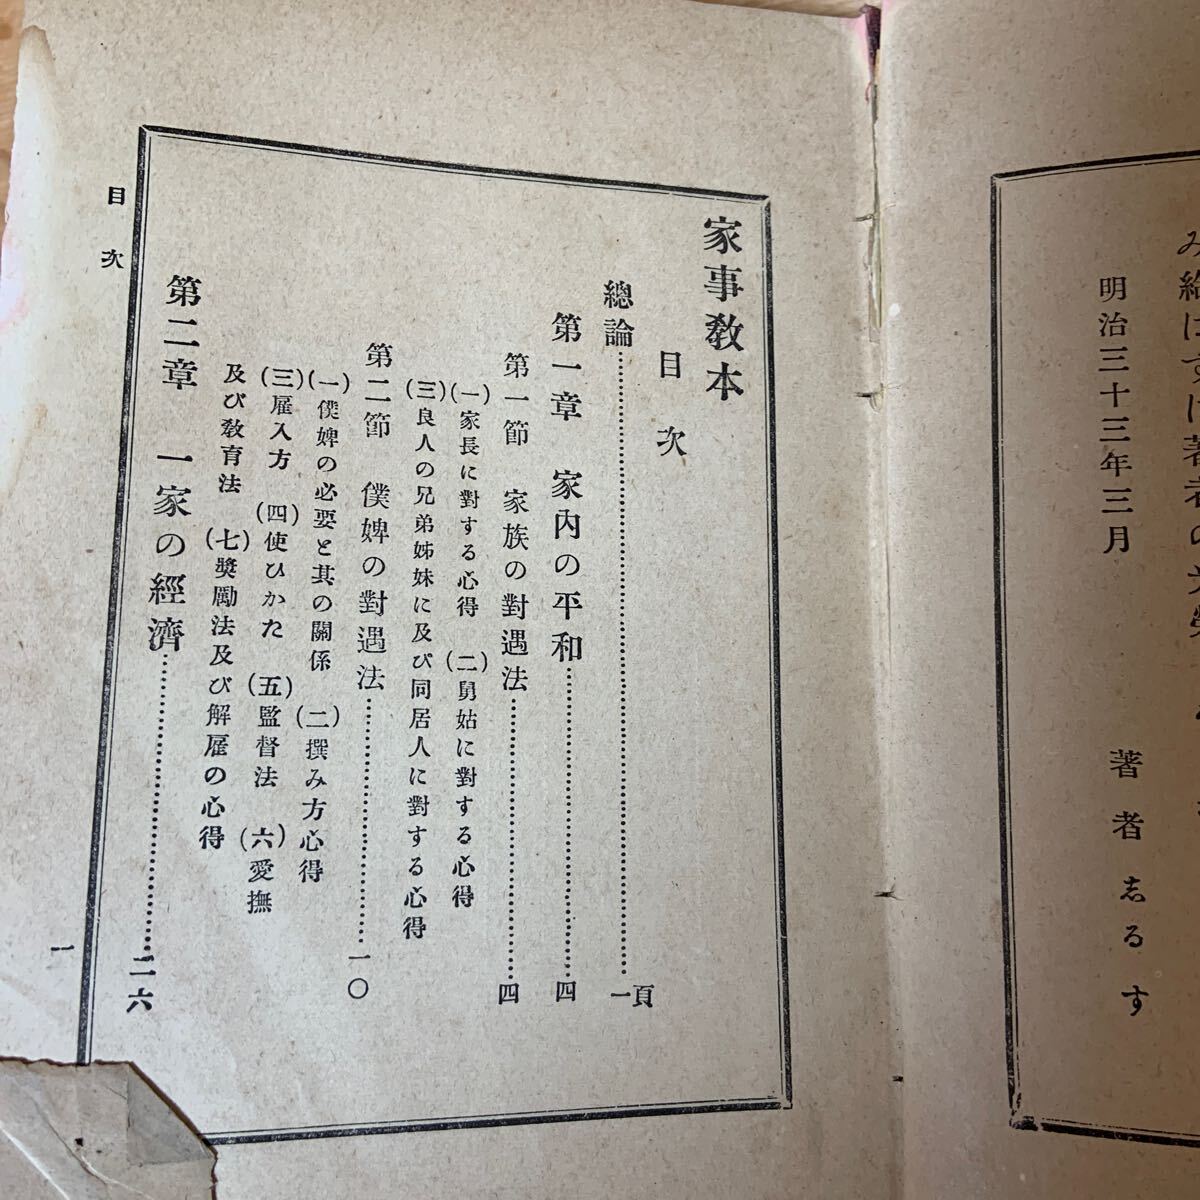 明治三十三年三月　著者志るす
家事敎本
目次
總論……一頁
第一章　家內の平和……四
第一節　家族の對遇法……四
(一)家長に對する心得　(二)舅姑に對する心得
(三)良人の兄弟姊妹に及び同居人に對する心得
第二節　僕婢の對遇法……一〇
(一)僕婢の必要と其の關係　(二)撰み方心得
(三)雇入方　(四)使ひかた　(五)監督法　(六)愛撫
及び敎育法　(七)奬勵法及び解雇の心得
第二章　一家の經濟……二六
目次
一